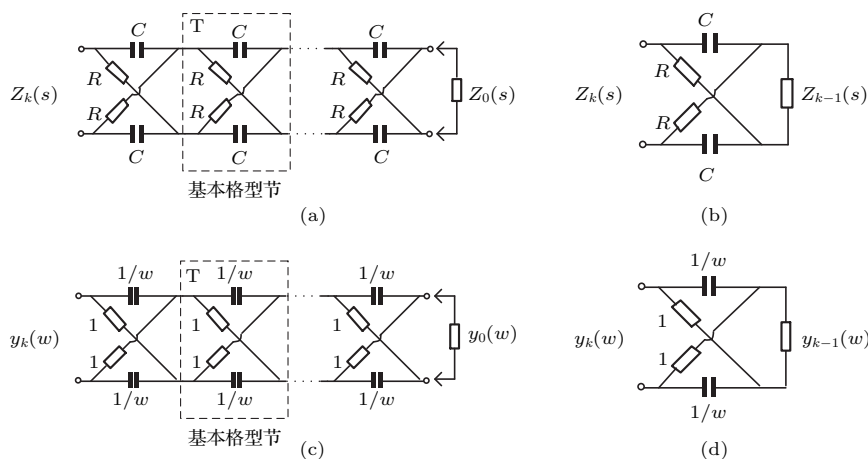 C T C C
R R R
Z_k(s) Z_0(s)
R R R
C C C
基本格型节
(a)
C
R
Z_k(s) Z_{k−1}(s)
R
C
(b)
1/w T 1/w 1/w
1 1 1
y_k(w) y_0(w)
1 1 1
1/w 1/w 1/w
基本格型节
(c)
1/w
1
y_k(w) y_{k−1}(w)
1
1/w
(d)